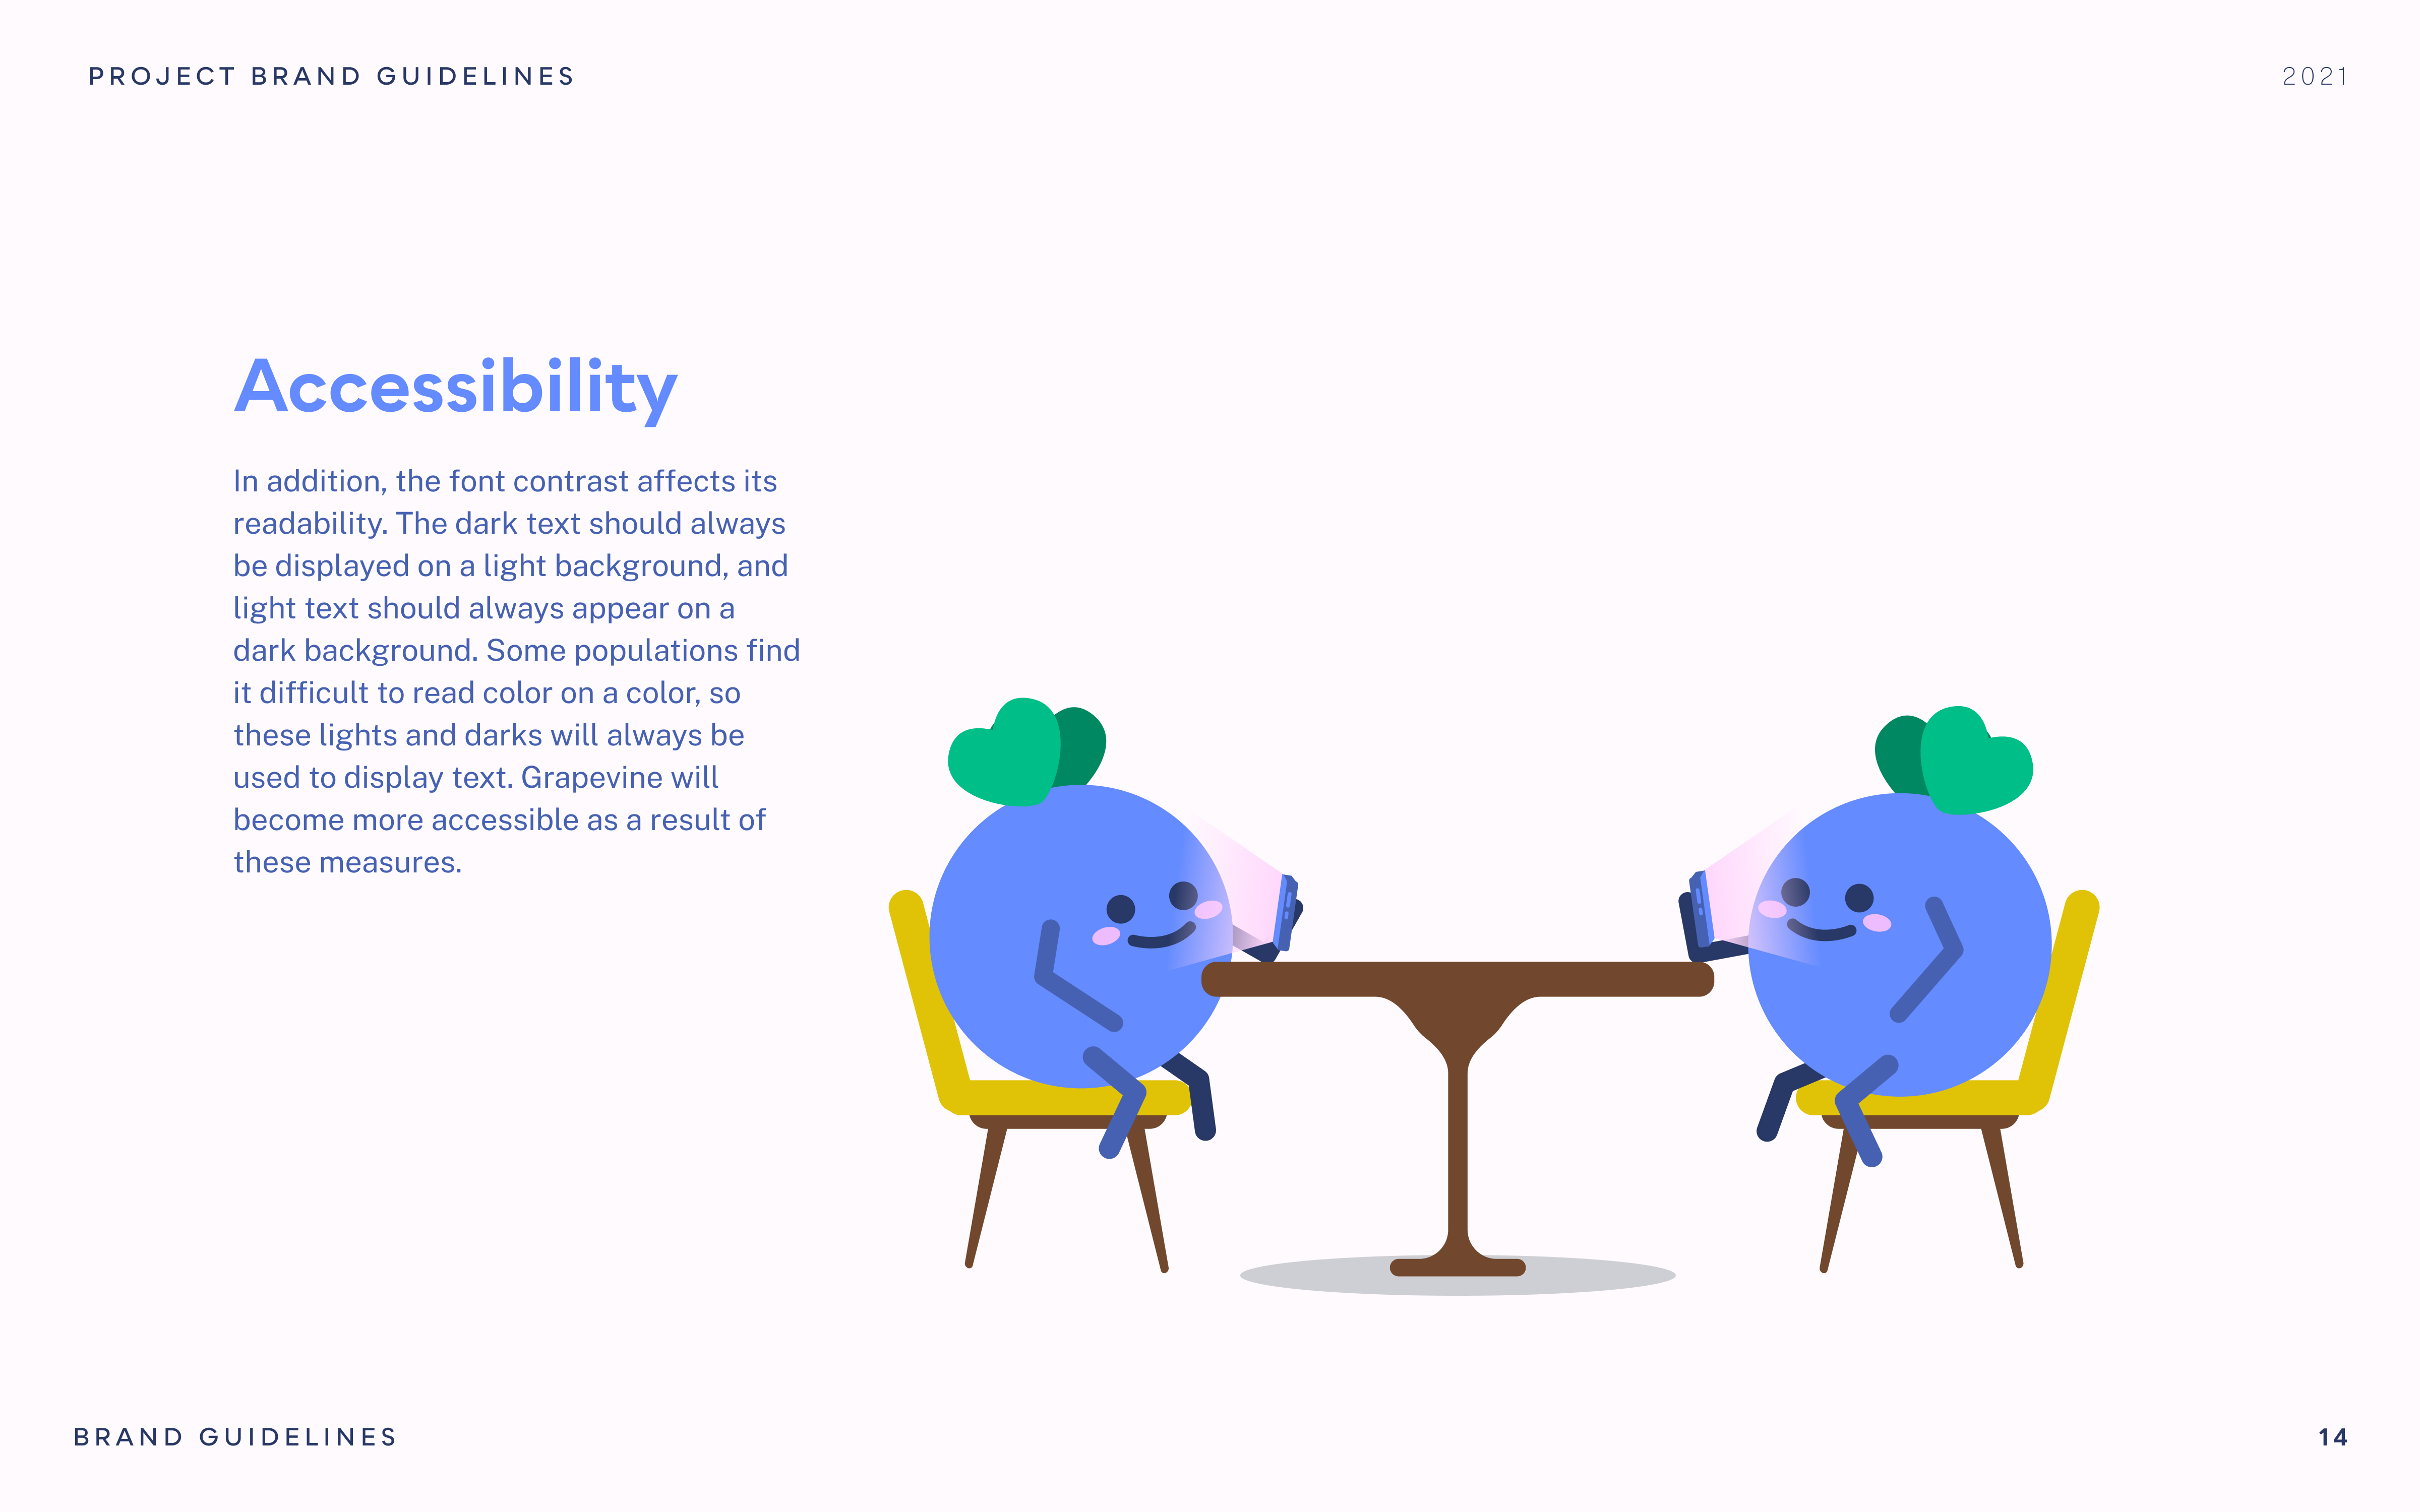 PROJECT BRAND GUIDELINES
2021
Accessibility
In addition, the font contrast affects its
readability. The dark text should always
be displayed on a light background, and
light text should always appear on a
dark background. Some populations find
it difficult to read color on a color, so
these lights and darks will always be
used to display text. Grapevine will
become more accessible as a result of
these measures.
BRAND GUIDELINES
14